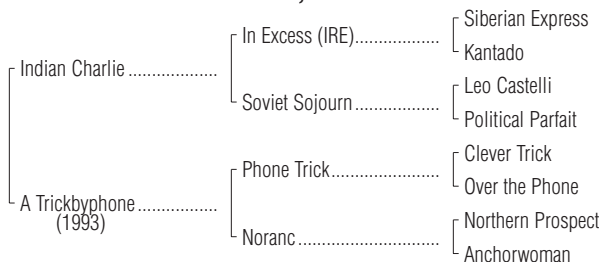 Siberian Express
In Excess (IRE)
Kantado
Indian Charlie
Leo Castelli
Soviet Sojourn
Political Parfait
Clever Trick
Phone Trick
Over the Phone
A Trickbyphone
(1993)
Northern Prospect
Noranc
Anchorwoman